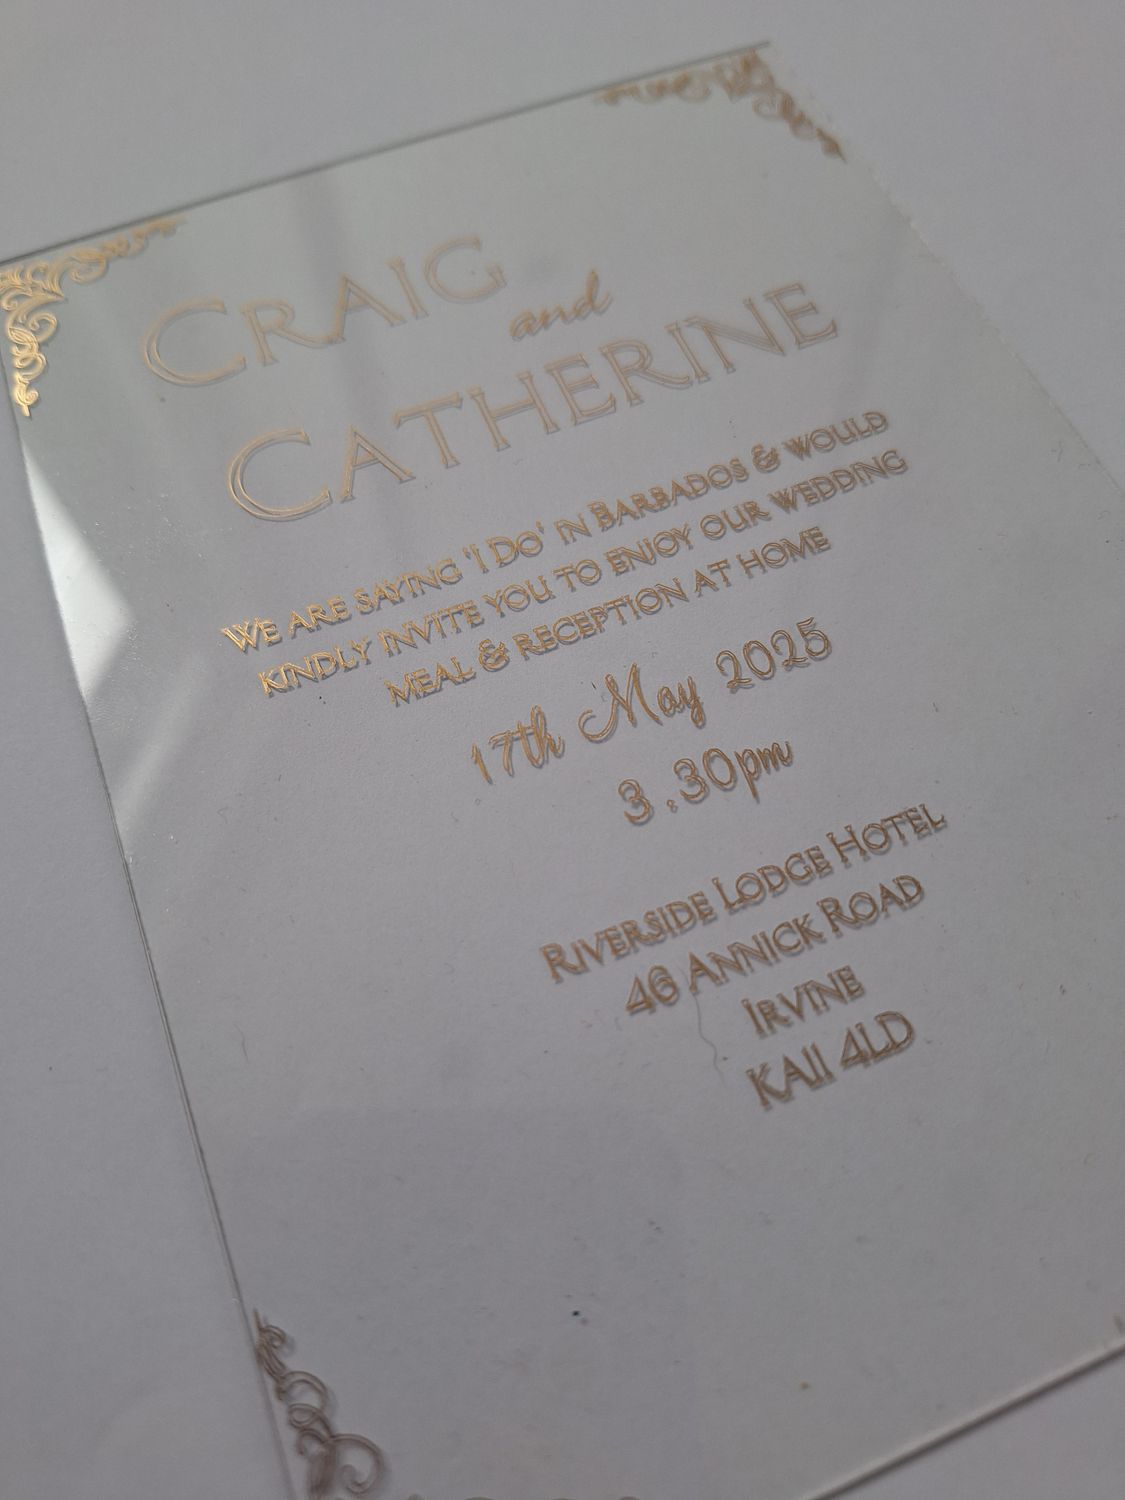 CRAIG
and
CATHERINE
WE ARE SAYING 'I DO' IN BARBADOS & WOULD
KINDLY INVITE YOU TO ENJOY OUR WEDDING
MEAL & RECEPTION AT HOME
17th May 2025
3.30pm
RIVERSIDE LODGE HOTEL
46 ANNICK ROAD
IRVINE
KA11 4LD